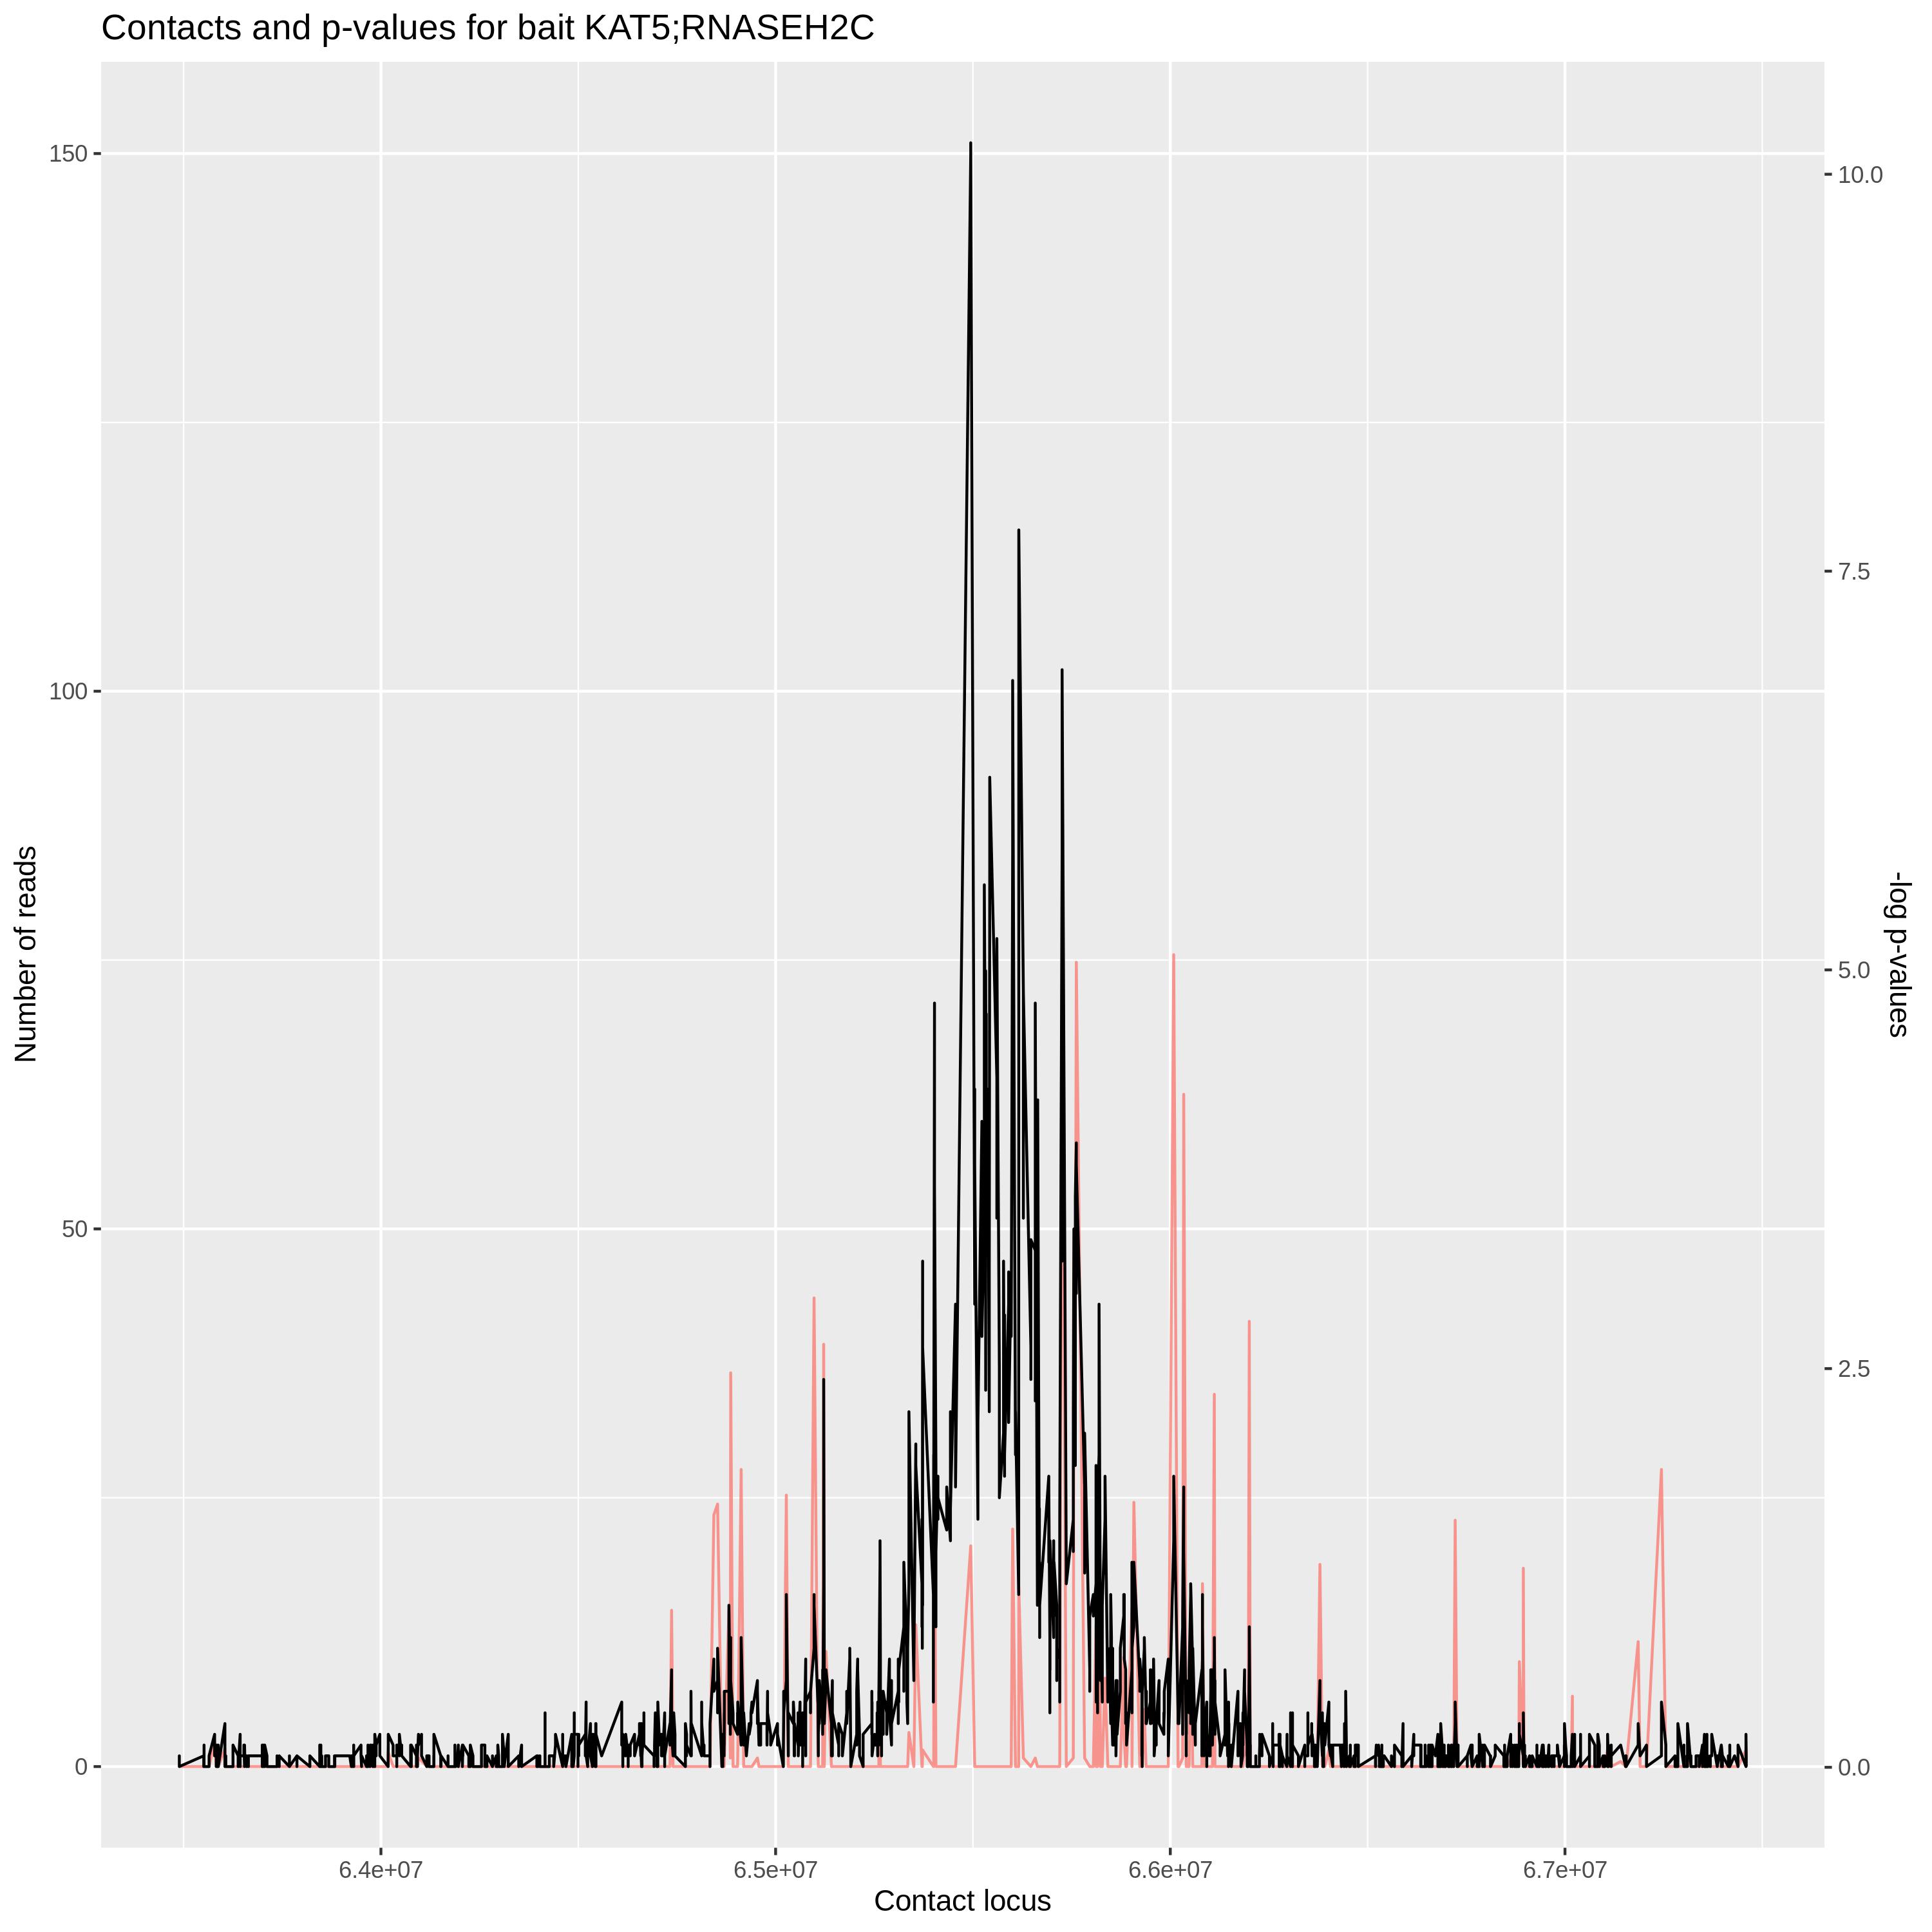 Contacts and p-values for bait KAT5;RNASEH2C
150
100
50
0
Number of reads
10.0
7.5
5.0
2.5
0.0
-log p-values
6.4e+07 6.5e+07 6.6e+07 6.7e+07
Contact locus